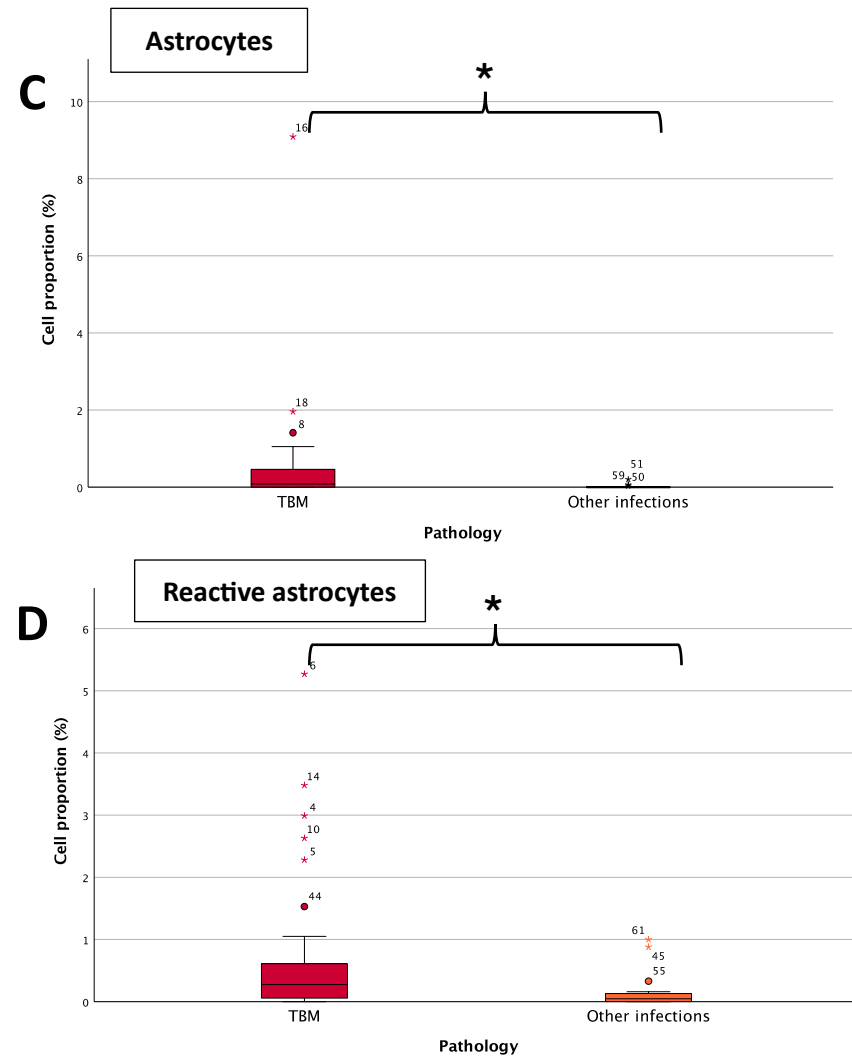 Astrocytes
C
*
10
16
8
6
4
2
18
8
51
59
50
0
TBM
Other infections
Cell proportion (%)
Pathology
Reactive astrocytes
D
*
6
6
5
4
14
3
4
10
5
2
44
1
61
45
55
0
TBM
Other infections
Cell proportion (%)
Pathology